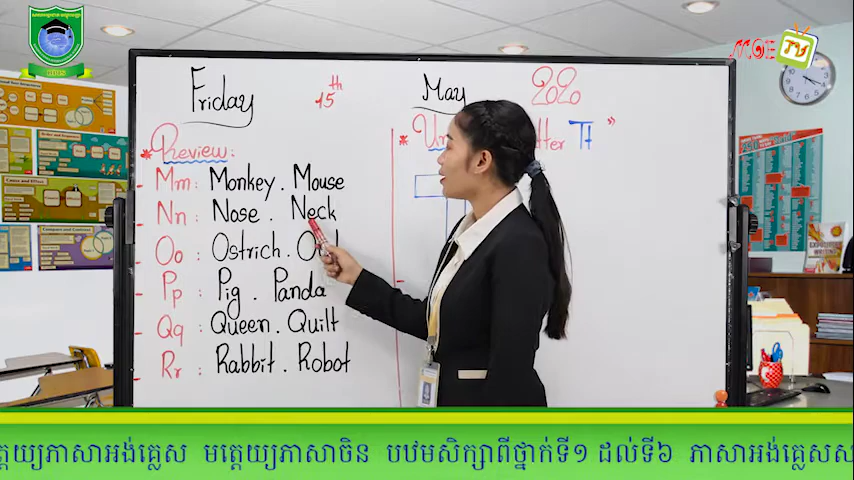 MOE TV
Friday 15th May 2020
* Preview:
* Letter Tt "
- Mm : Monkey . Mouse
- Nn : Nose . Neck
- Oo : Ostrich .
- Pp : Pig . Panda
- Qq : Queen . Quilt
- Rr : Rabbit . Robot
ត្តេយ្យភាសាអង់គ្លេស មត្តេយ្យភាសាចិន បឋមសិក្សាពីថ្នាក់ទី១ ដល់ទី៦ ភាសាអង់គ្លេសស